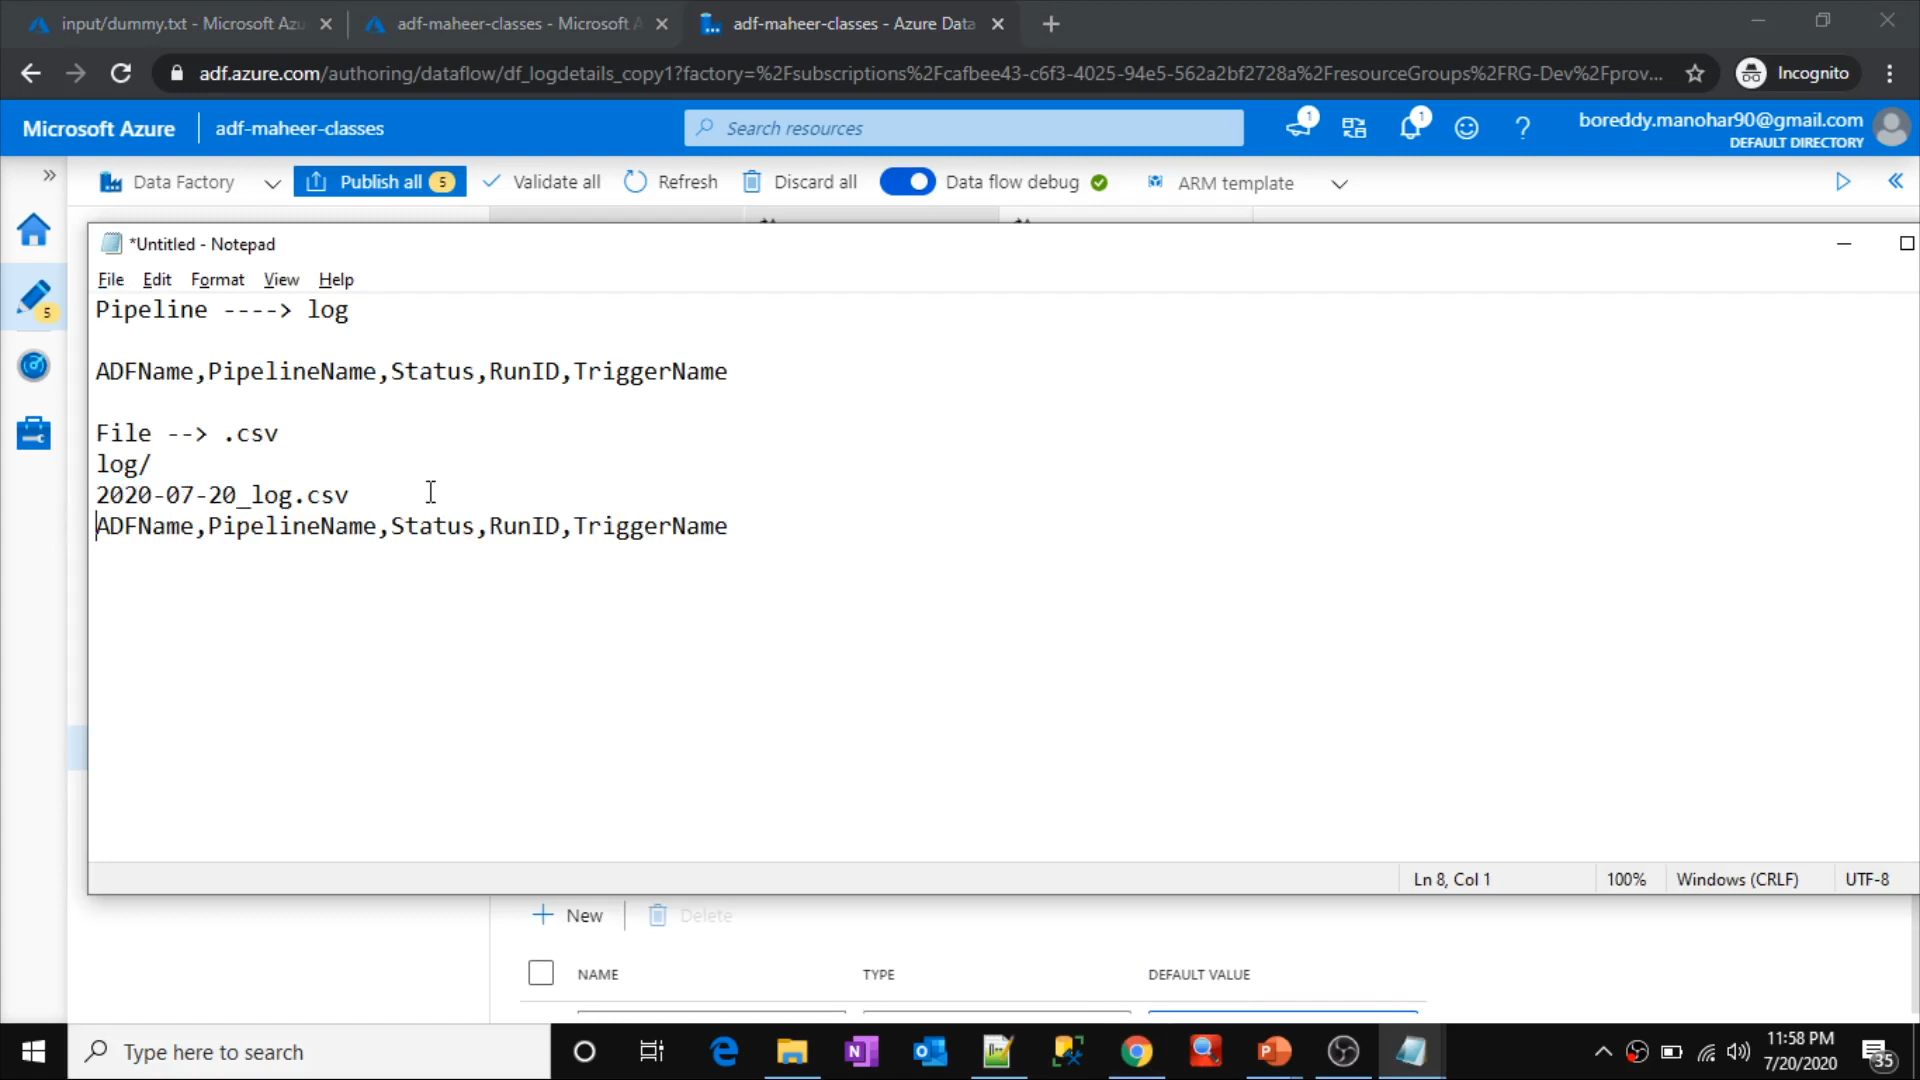 input/dummy.txt - Microsoft Azu
adf-maheer-classes - Microsoft A
adf-maheer-classes - Azure Data
adf.azure.com/authoring/dataflow/df_logdetails_copy1?factory=%2Fsubscriptions%2Fcafbee43-c6f3-4025-94e5-562a2bf2728a%2FresourceGroups%2FRG-Dev%2Fprov...
Incognito
Microsoft Azure
adf-maheer-classes
Search resources
1
1
boreddy.manohar90@gmail.com
DEFAULT DIRECTORY
Data Factory
Publish all 5
Validate all
Refresh
Discard all
Data flow debug
ARM template
5
*Untitled - Notepad
File Edit Format View Help
Pipeline ----> log
ADFName,PipelineName,Status,RunID,TriggerName
File --> .csv
log/
2020-07-20_log.csv
ADFName,PipelineName,Status,RunID,TriggerName
Ln 8, Col 1
100%
Windows (CRLF)
UTF-8
New
Delete
NAME
TYPE
DEFAULT VALUE
Type here to search
11:58 PM
7/20/2020
35